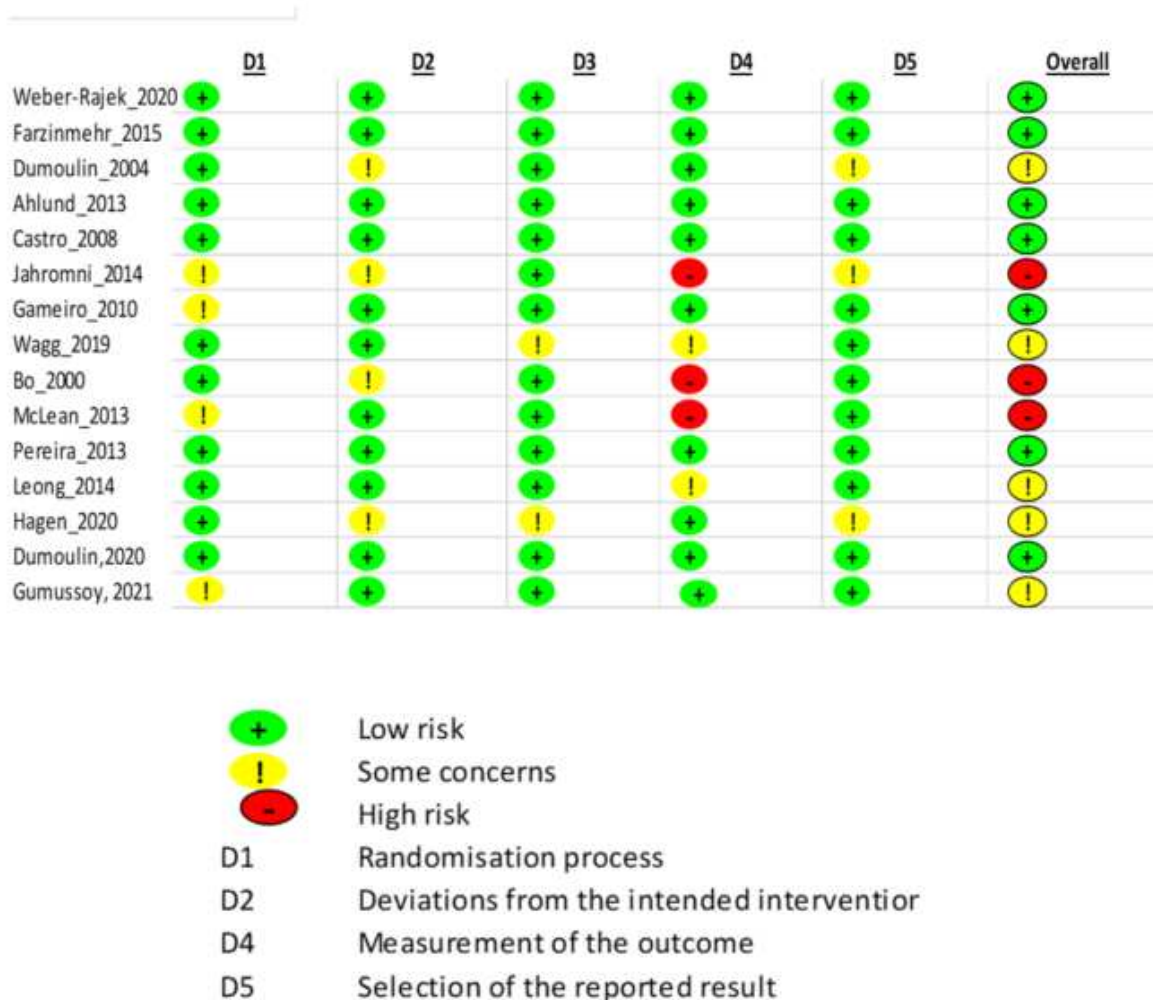 D1 D2 D3 D4 D5 Overall
Weber-Rajek_2020 + + + + + +
Farzinmehr_2015 + + + + + +
Dumoulin_2004 + ! + + ! !
Ahlund_2013 + + + + + +
Castro_2008 + + + + + +
Jahromni_2014 ! ! + - ! -
Gameiro_2010 ! + + + + +
Wagg_2019 + + ! ! + !
Bo_2000 + ! + - + -
McLean_2013 ! + + - + -
Pereira_2013 + + + + + +
Leong_2014 + + + ! + !
Hagen_2020 + ! ! + ! !
Dumoulin,2020 + + + + + +
Gumussoy, 2021 ! + + + + !
+ Low risk
! Some concerns
- High risk
D1 Randomisation process
D2 Deviations from the intended interventior
D4 Measurement of the outcome
D5 Selection of the reported result